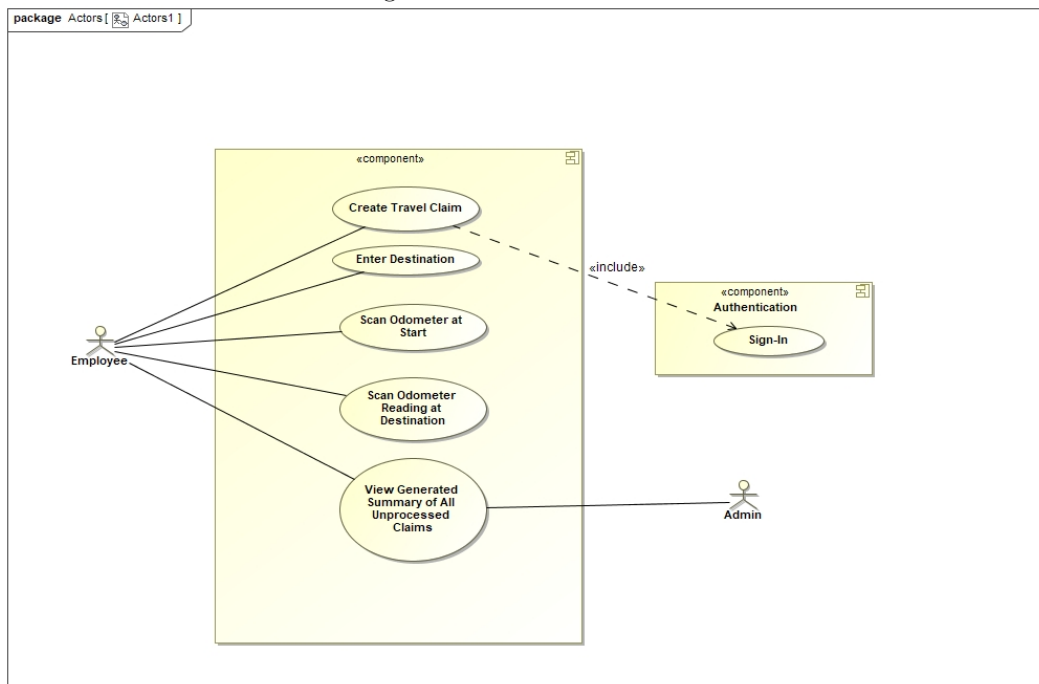 package Actors [ Actors1 ]
«component»
Create Travel Claim
Enter Destination
«include»
«component»
Authentication
Scan Odometer at
Start
Sign-In
Employee
Scan Odometer
Reading at
Destination
View Generated
Summary of All
Unprocessed
Claims
Admin